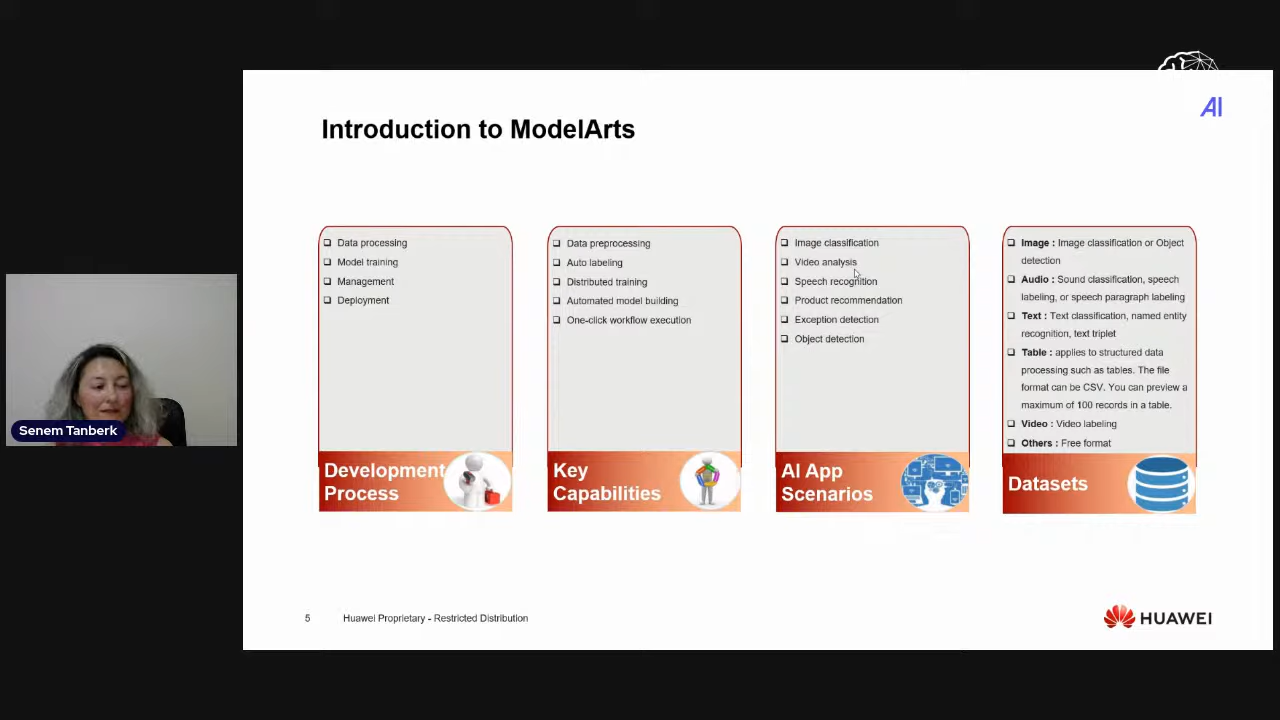 AI
Introduction to ModelArts
Data processing
Model training
Management
Deployment
Development
Process
Data preprocessing
Auto labeling
Distributed training
Automated model building
One-click workflow execution
Key
Capabilities
Image classification
Video analysis
Speech recognition
Product recommendation
Exception detection
Object detection
AI App
Scenarios
Image : Image classification or Object
detection
Audio : Sound classification, speech
labeling, or speech paragraph labeling
Text : Text classification, named entity
recognition, text triplet
Table : applies to structured data
processing such as tables. The file
format can be CSV. You can preview a
maximum of 100 records in a table.
Video : Video labeling
Others : Free format
Datasets
Senem Tanberk
5
Huawei Proprietary - Restricted Distribution
HUAWEI